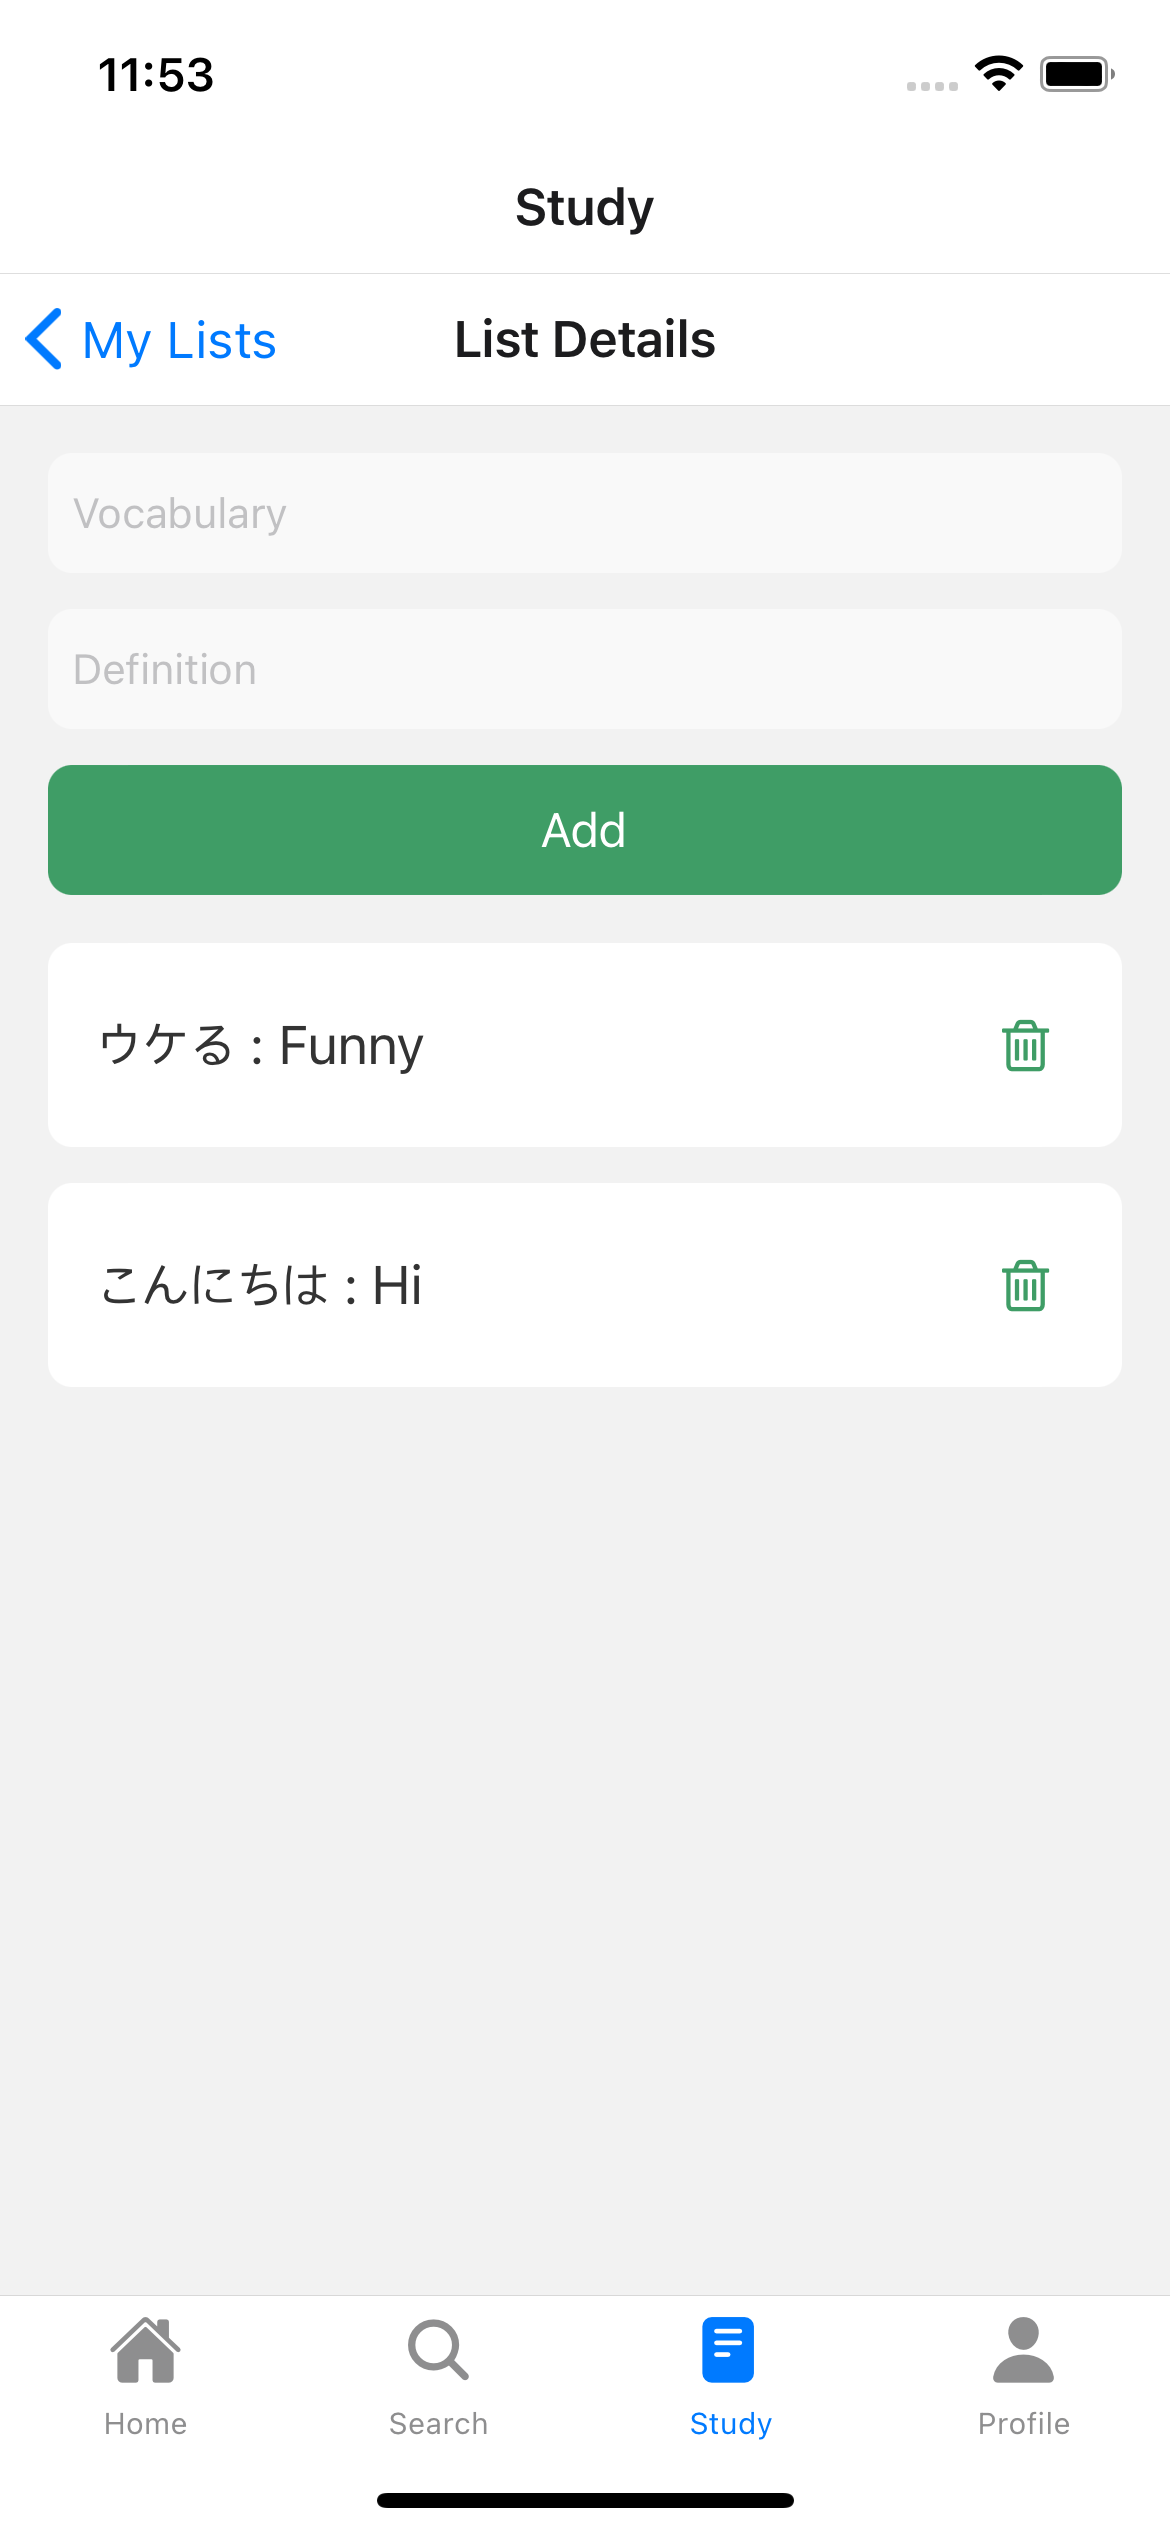 11:53
Study
My Lists
List Details
Vocabulary
Definition
Add
ウケる : Funny
こんにちは : Hi
Home
Search
Study
Profile